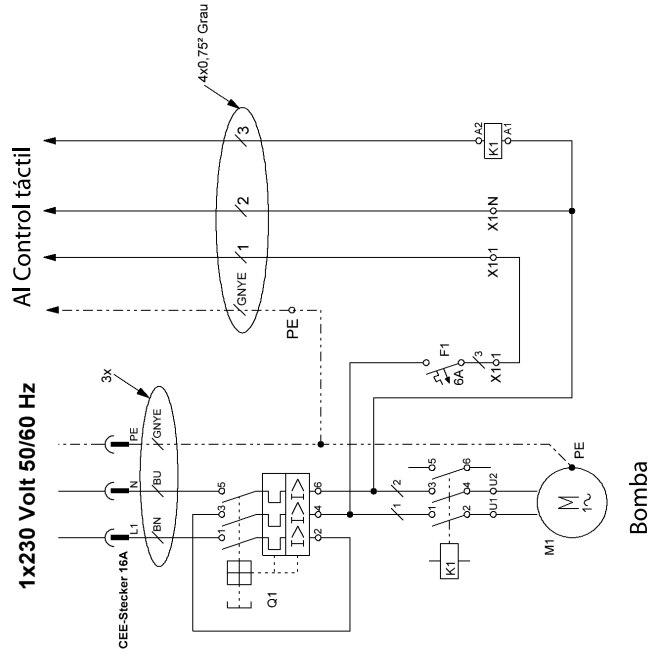 1x230 Volt 50/60 Hz
Al Control táctil
CEE-Stecker 16A
L1
N
PE
3x
BN
BU
GNYE
4x0,75² Grau
GNYE
1
2
3
PE
1
3
5
Q1
I>
I>
I>
2
4
6
F1
6A
3
X1
1
X1
1
X1
N
A2
K1
A1
1
2
1
3
5
K1
2
4
6
U1
U2
M1
M
1~
PE
Bomba